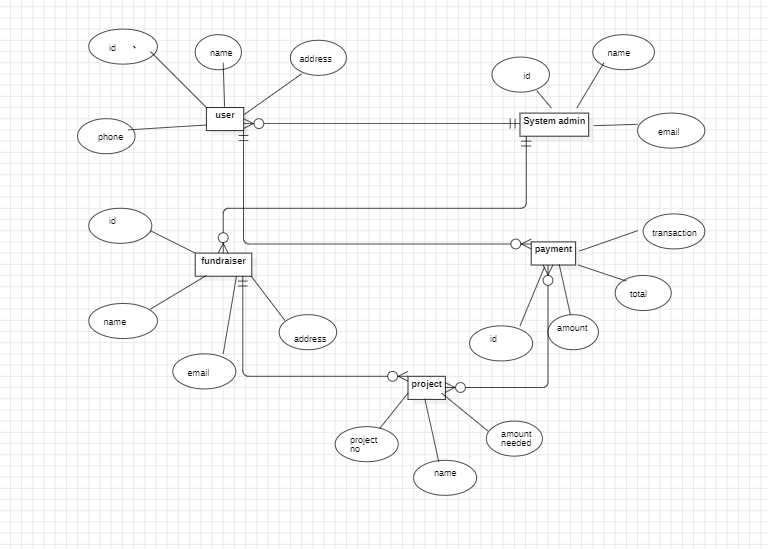 id
name
address
id
name
user
System admin
phone
email
id
transaction
fundraiser
payment
total
name
address
id
amount
email
project
project
no
amount
needed
name